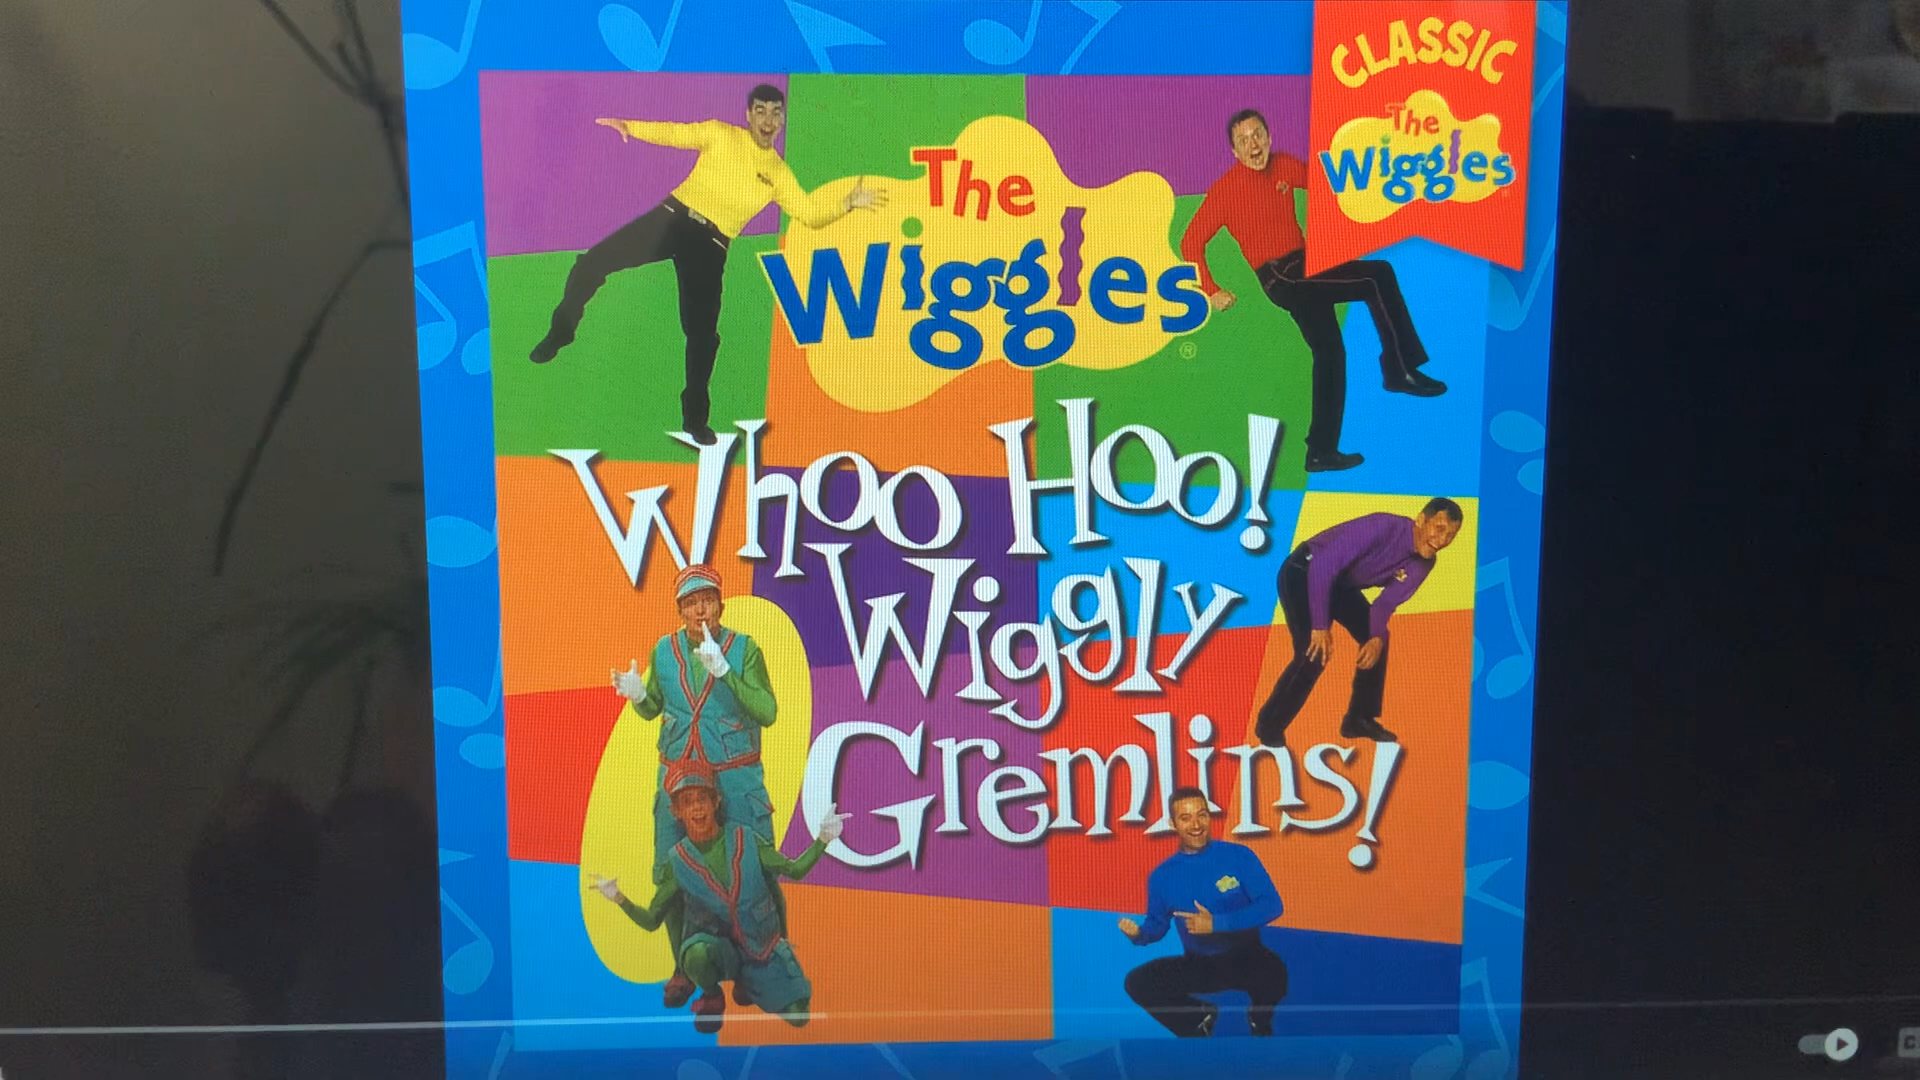 CLASSIC
The
Wiggles
The
Wiggles
®
Whoo Hoo!
Wiggly
Gremlins!